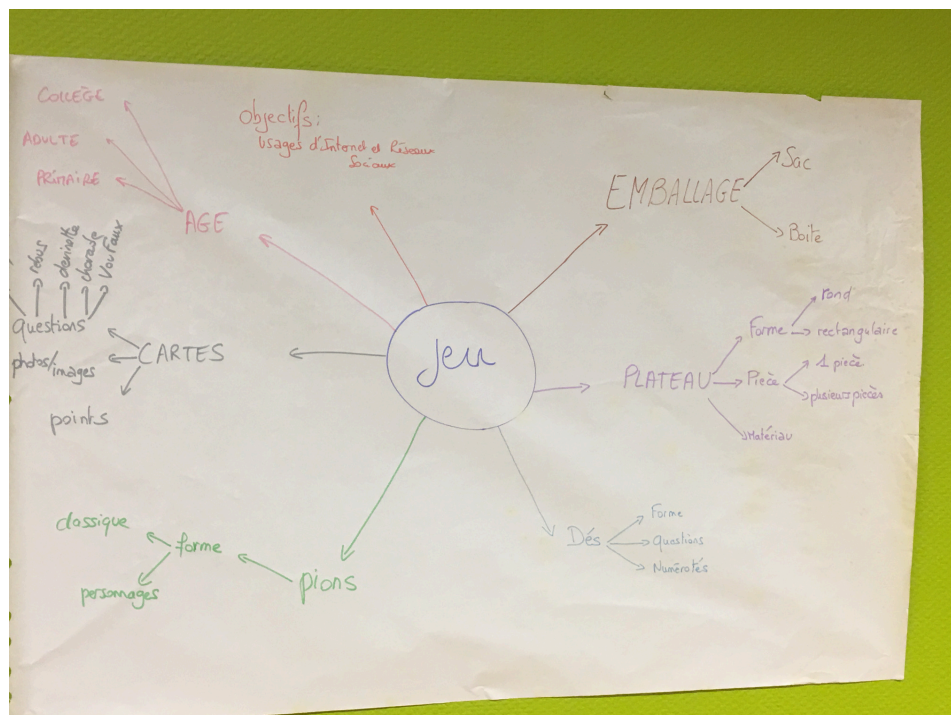 COLLÈGE
ADULTE
PRIMAIRE
AGE
Objectifs:
Usages d'Internet et Réseaux
Sociaux
EMBALLAGE
Sac
Boite
rébus
devinette
charade
Vou Faux
questions
photos/images
points
CARTES
jeu
PLATEAU
Forme
rond
rectangulaire
Pièce
1 pièce
plusieurs pièces
Matériau
Dés
Forme
Questions
Numérotés
pions
forme
classique
personnages